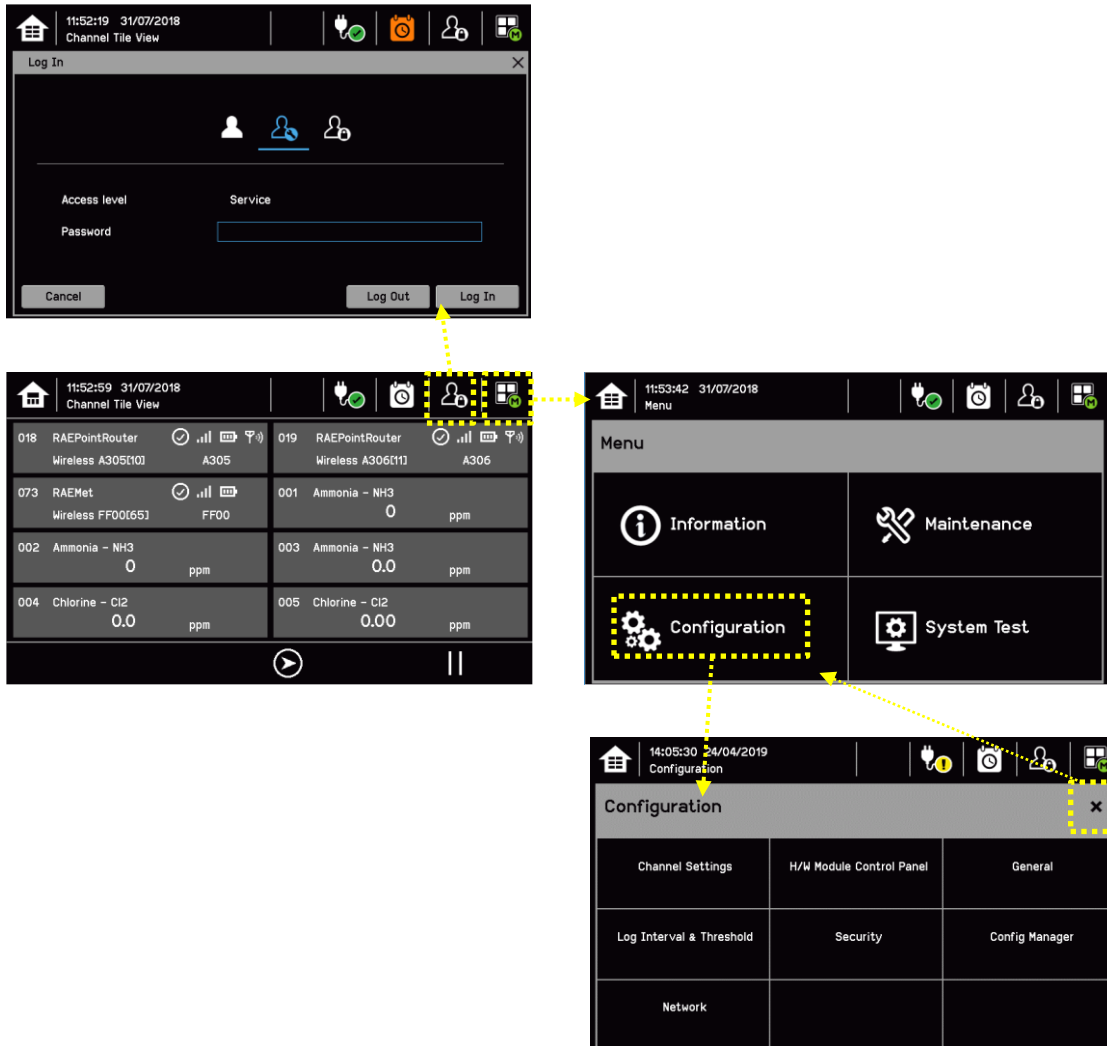 11:52:19 31/07/2018
Channel Tile View
Log In
Access level Service
Password
Cancel Log Out Log In
11:52:59 31/07/2018
Channel Tile View
018 RAEPointRouter
Wireless A305[10] A305
019 RAEPointRouter
Wireless A306[11] A306
073 RAEMet
Wireless FF00[65] FF00
001 Ammonia - NH3
0 ppm
002 Ammonia - NH3
0 ppm
003 Ammonia - NH3
0.0 ppm
004 Chlorine - Cl2
0.0 ppm
005 Chlorine - Cl2
0.00 ppm
11:53:42 31/07/2018
Menu
M
Menu
Information
Maintenance
Configuration
System Test
14:05:30 24/04/2019
Configuration
Configuration
Channel Settings
H/W Module Control Panel
General
Log Interval & Threshold
Security
Config Manager
Network